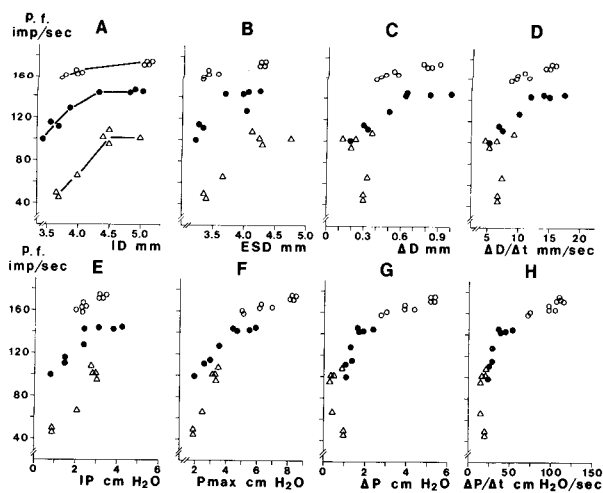 P. f.
imp/sec
A B C D
160
120
80
40
3.5 4.0 4.5 5.0
ID mm
3.5 4.0 4.5
ESD mm
0 0.3 0.6 0.9
ΔD mm
5 10 15 20
ΔD/Δt mm/sec
P. f.
imp/sec
E F G H
160
120
80
40
0 2 4 6
IP cm H2O
2 4 6 8
Pmax cm H2O
0 2 4 6
ΔP cm H2O
0 50 100 150
ΔP/Δt cm H2O/sec